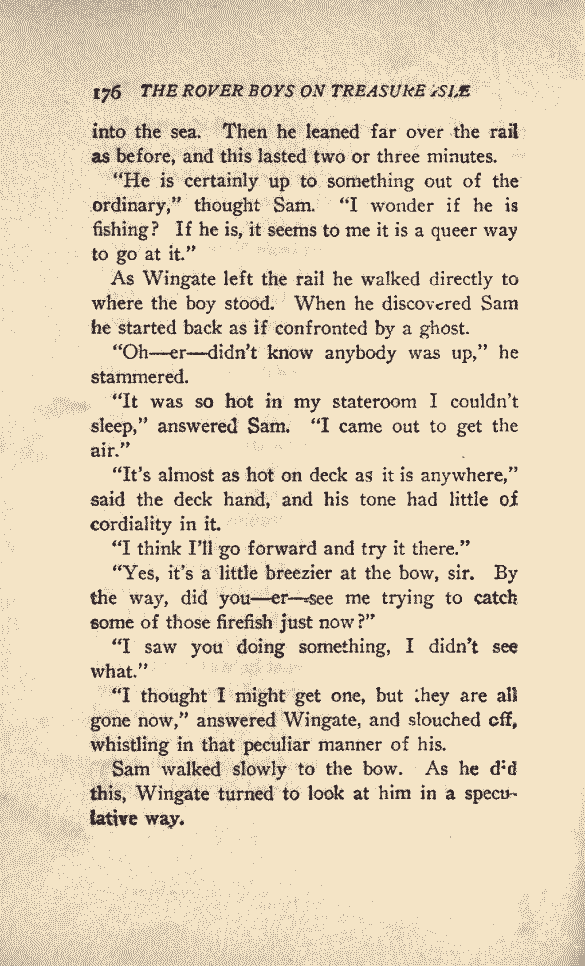 176 THE ROVER BOYS ON TREASURE ISLE
into the sea. Then he leaned far over the rail
as before, and this lasted two or three minutes.
“He is certainly up to something out of the
ordinary,” thought Sam. “I wonder if he is
fishing? If he is, it seems to me it is a queer way
to go at it.”
As Wingate left the rail he walked directly to
where the boy stood. When he discovered Sam
he started back as if confronted by a ghost.
“Oh—er—didn’t know anybody was up,” he
stammered.
“It was so hot in my stateroom I couldn’t
sleep,” answered Sam. “I came out to get the
air.”
“It’s almost as hot on deck as it is anywhere,”
said the deck hand, and his tone had little of
cordiality in it.
“I think I’ll go forward and try it there.”
“Yes, it’s a little breezier at the bow, sir. By
the way, did you—er—see me trying to catch
some of those firefish just now?”
“I saw you doing something, I didn’t see
what.”
“I thought I might get one, but they are all
gone now,” answered Wingate, and slouched off,
whistling in that peculiar manner of his.
Sam walked slowly to the bow. As he did
this, Wingate turned to look at him in a specu-
lative way.